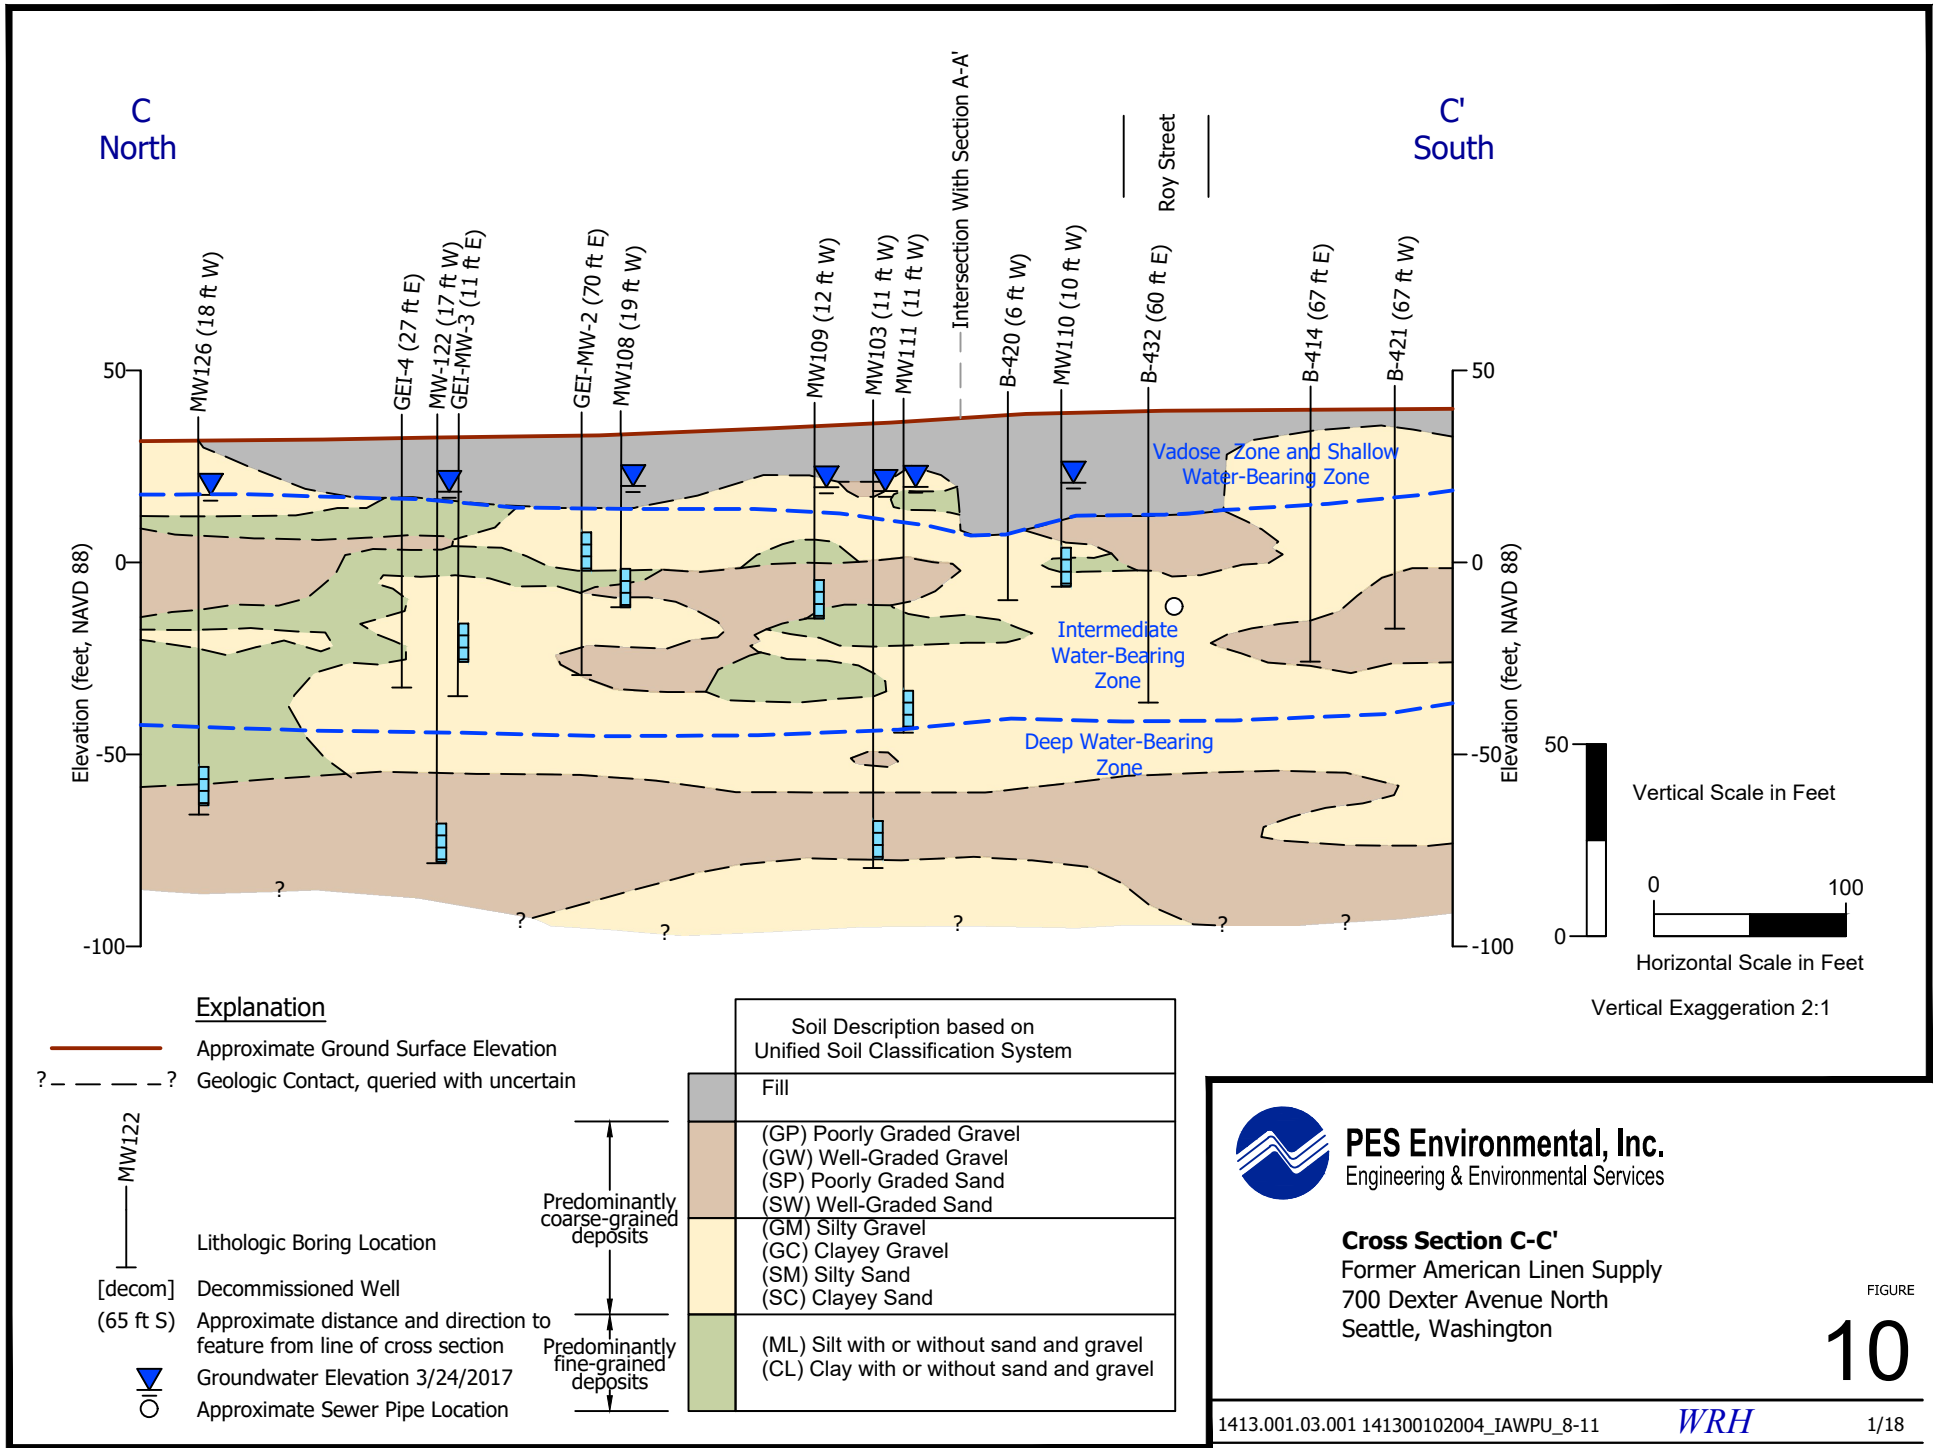 C
North
C'
South
Intersection With Section A-A'
Roy Street
MW126 (18 ft W)
GEI-4 (27 ft E)
MW-122 (17 ft W)
GEI-MW-3 (11 ft E)
GEI-MW-2 (70 ft E)
MW108 (19 ft W)
MW109 (12 ft W)
MW103 (11 ft W)
MW111 (11 ft W)
B-420 (6 ft W)
MW110 (10 ft W)
B-432 (60 ft E)
B-414 (67 ft E)
B-421 (67 ft W)
50
0
-50
-100
Elevation (feet, NAVD 88)
50
0
-50
-100
Elevation (feet, NAVD 88)
Vadose Zone and Shallow
Water-Bearing Zone
Intermediate
Water-Bearing
Zone
Deep Water-Bearing
Zone
?
?
?
?
?
?
50
0
Vertical Scale in Feet
0
100
Horizontal Scale in Feet
Vertical Exaggeration 2:1
Explanation
Approximate Ground Surface Elevation
? ?
Geologic Contact, queried with uncertain
MW122
Lithologic Boring Location
[decom]
Decommissioned Well
(65 ft S)
Approximate distance and direction to
feature from line of cross section
Groundwater Elevation 3/24/2017
Approximate Sewer Pipe Location
Predominantly
coarse-grained
deposits
Predominantly
fine-grained
deposits
Soil Description based on
Unified Soil Classification System
Fill
(GP) Poorly Graded Gravel
(GW) Well-Graded Gravel
(SP) Poorly Graded Sand
(SW) Well-Graded Sand
(GM) Silty Gravel
(GC) Clayey Gravel
(SM) Silty Sand
(SC) Clayey Sand
(ML) Silt with or without sand and gravel
(CL) Clay with or without sand and gravel
PES Environmental, Inc.
Engineering & Environmental Services
Cross Section C-C'
Former American Linen Supply
700 Dexter Avenue North
Seattle, Washington
FIGURE
10
1413.001.03.001 141300102004_IAWPU_8-11
WRH
1/18